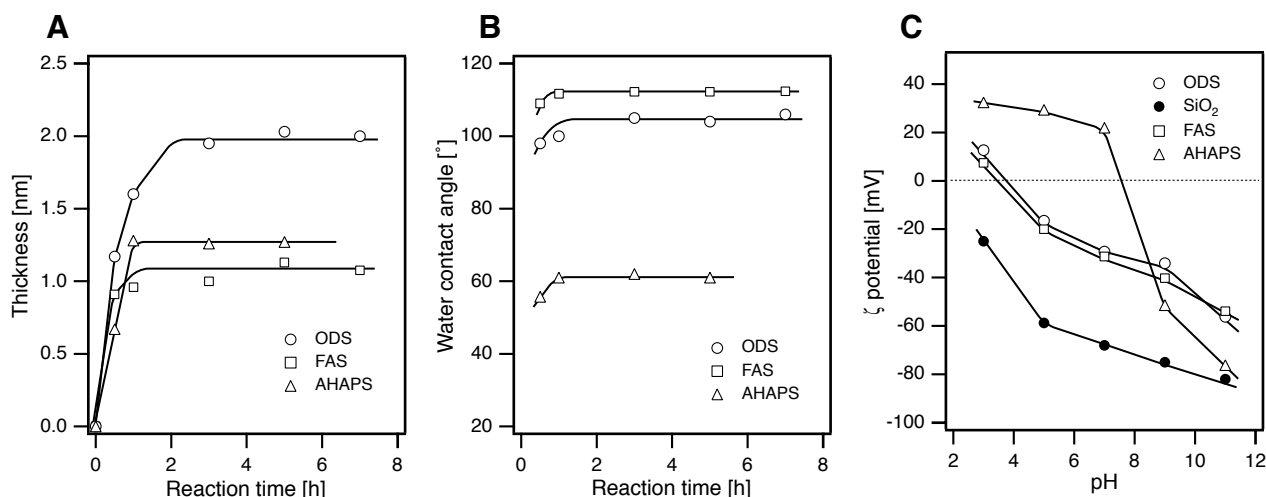 A
2.5
2.0
1.5
1.0
0.5
0.0
Thickness [nm]
0 2 4 6 8
Reaction time [h]
ODS
FAS
AHAPS
B
120
100
80
60
40
20
Water contact angle [°]
0 2 4 6 8
Reaction time [h]
ODS
FAS
AHAPS
C
40
20
0
-20
-40
-60
-80
-100
ζ potential [mV]
2 4 6 8 10 12
pH
ODS
SiO₂
FAS
AHAPS